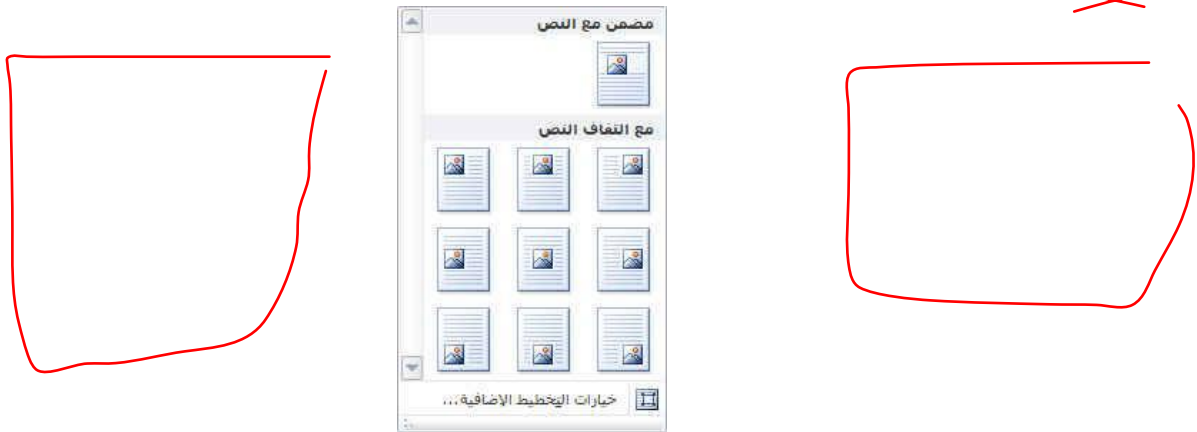 مضمن مع النص
مع التفاف النص
خيارات التخطيط الإضافية...